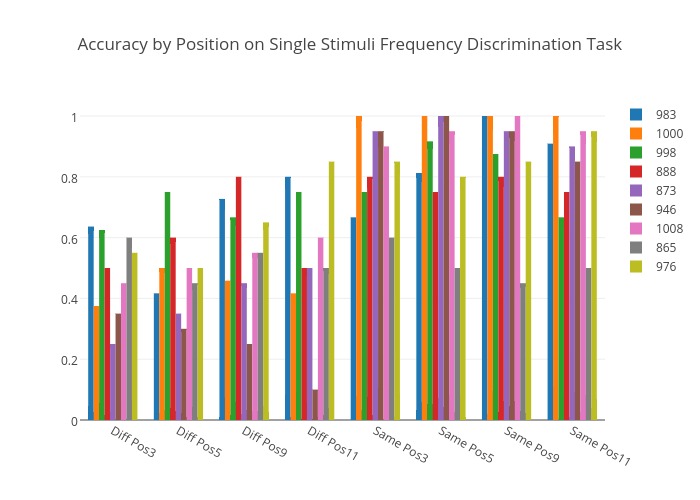 Accuracy by Position on Single Stimuli Frequency Discrimination Task
1
0.8
0.6
0.4
0.2
0
Diff Pos3
Diff Pos5
Diff Pos9
Diff Pos11
Same Pos3
Same Pos5
Same Pos9
Same Pos11
983
1000
998
888
873
946
1008
865
976